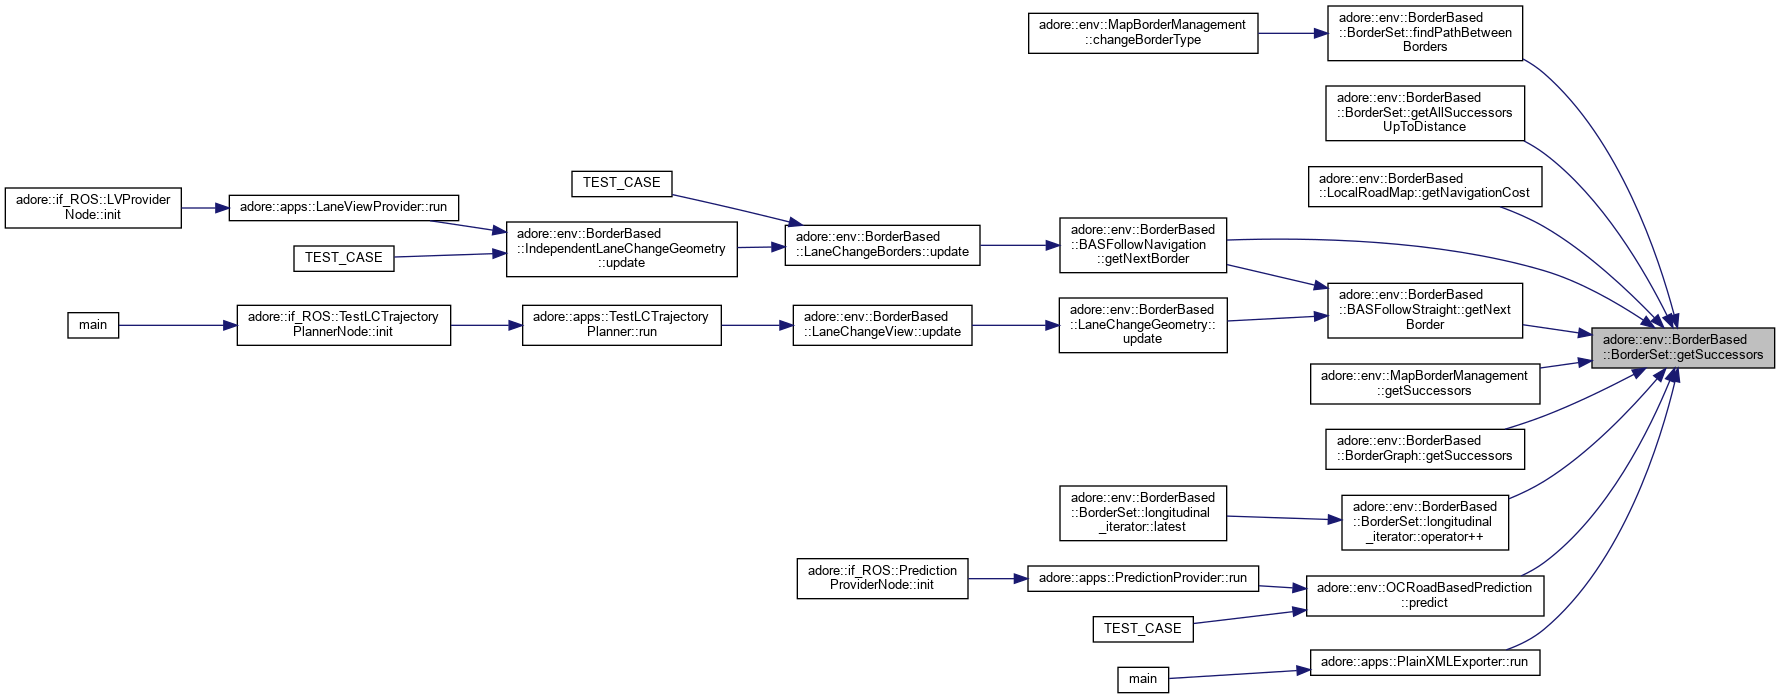 adore::env::MapBorderManagement
::changeBorderType
adore::env::BorderBased
::BorderSet::findPathBetween
Borders
adore::env::BorderBased
::BorderSet::getAllSuccessors
UpToDistance
adore::env::BorderBased
::LocalRoadMap::getNavigationCost
adore::if_ROS::LVProvider
Node::init
adore::apps::LaneViewProvider::run
TEST_CASE
adore::env::BorderBased
::IndependentLaneChangeGeometry
::update
TEST_CASE
adore::env::BorderBased
::LaneChangeBorders::update
adore::env::BorderBased
::BASFollowNavigation
::getNextBorder
main
adore::if_ROS::TestLCTrajectory
PlannerNode::init
adore::apps::TestLCTrajectory
Planner::run
adore::env::BorderBased
::LaneChangeView::update
adore::env::BorderBased
::LaneChangeGeometry::
update
adore::env::BorderBased
::BASFollowStraight::getNext
Border
adore::env::BorderBased
::BorderSet::getSuccessors
adore::env::MapBorderManagement
::getSuccessors
adore::env::BorderBased
::BorderGraph::getSuccessors
adore::env::BorderBased
::BorderSet::longitudinal
_iterator::latest
adore::env::BorderBased
::BorderSet::longitudinal
_iterator::operator++
adore::if_ROS::Prediction
ProviderNode::init
adore::apps::PredictionProvider::run
adore::env::OCRoadBasedPrediction
::predict
TEST_CASE
main
adore::apps::PlainXMLExporter::run